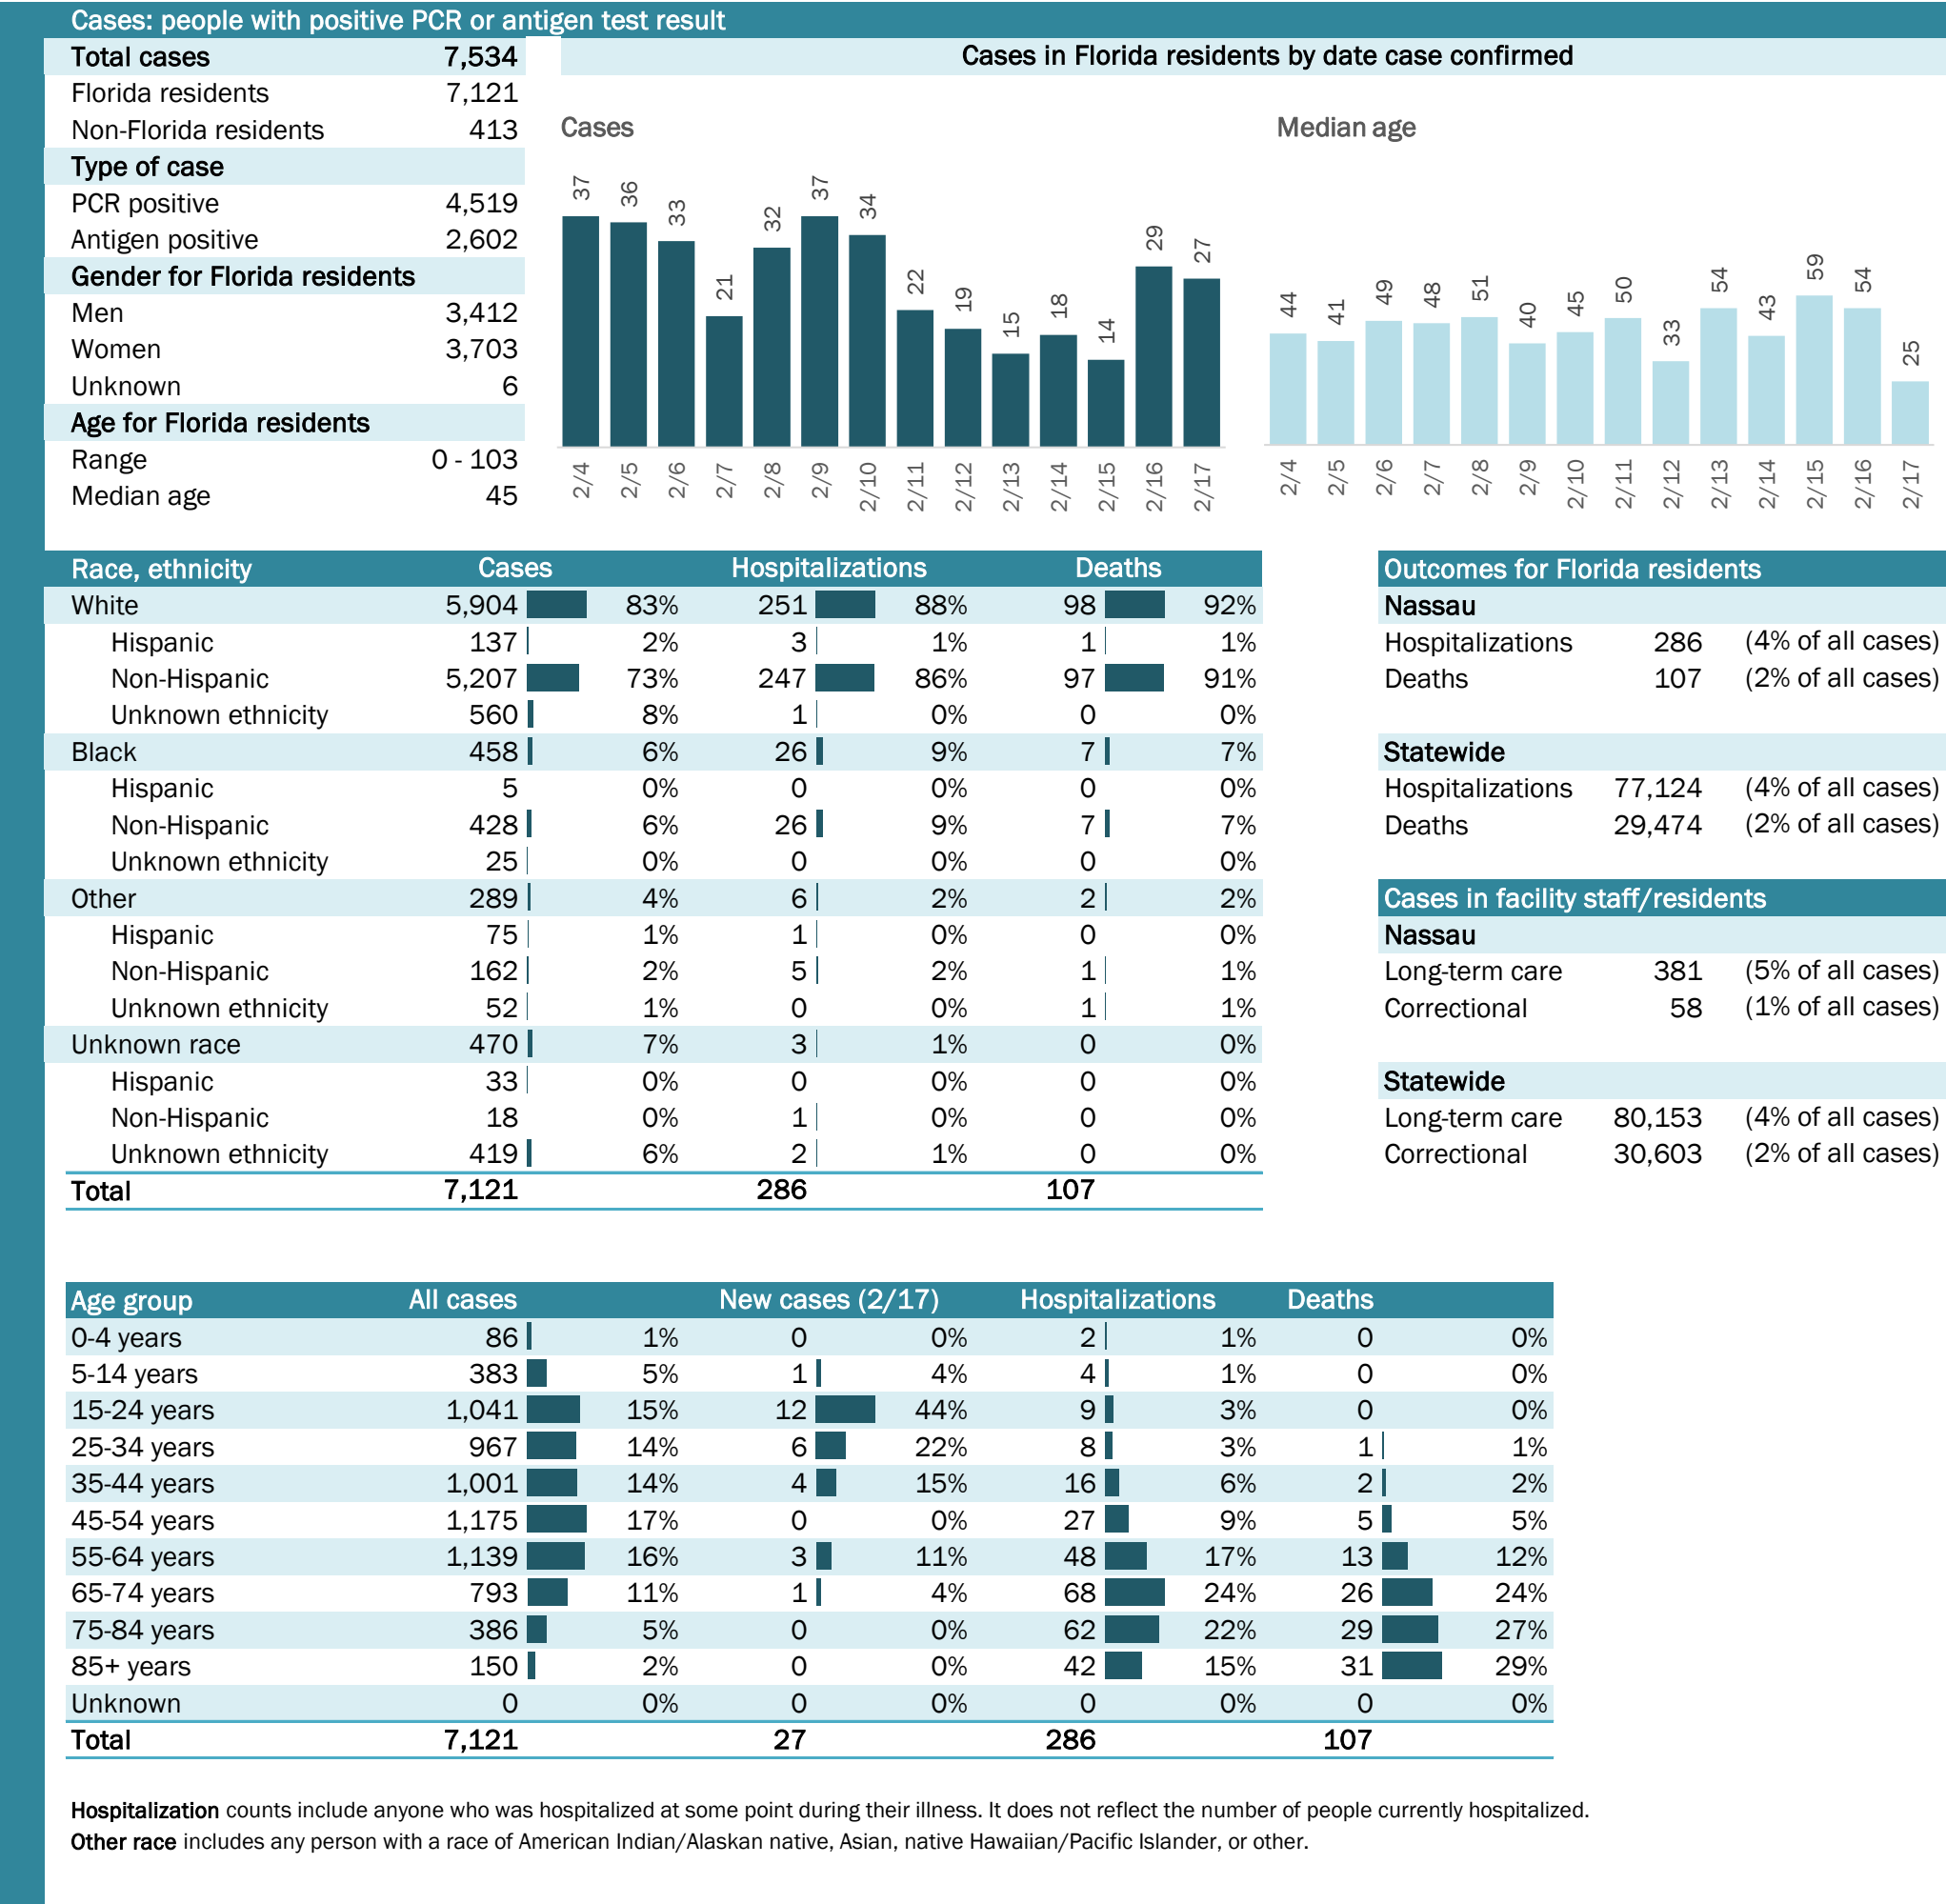 Cases: people with positive PCR or antigen test result
Total cases 7,534
Florida residents 7,121
Non-Florida residents 413
Type of case
PCR positive 4,519
Antigen positive 2,602
Gender for Florida residents
Men 3,412
Women 3,703
Unknown 6
Age for Florida residents
Range 0 - 103
Median age 45
Cases in Florida residents by date case confirmed
Cases
37 36 33 21 32 37 34 22 19 15 18 14 29 27
2/4 2/5 2/6 2/7 2/8 2/9 2/10 2/11 2/12 2/13 2/14 2/15 2/16 2/17
Median age
44 41 49 48 51 40 45 50 33 54 43 59 54 25
2/4 2/5 2/6 2/7 2/8 2/9 2/10 2/11 2/12 2/13 2/14 2/15 2/16 2/17
Race, ethnicity Cases Hospitalizations Deaths
White 5,904 83% 251 88% 98 92%
Hispanic 137 2% 3 1% 1 1%
Non-Hispanic 5,207 73% 247 86% 97 91%
Unknown ethnicity 560 8% 1 0% 0 0%
Black 458 6% 26 9% 7 7%
Hispanic 5 0% 0 0% 0 0%
Non-Hispanic 428 6% 26 9% 7 7%
Unknown ethnicity 25 0% 0 0% 0 0%
Other 289 4% 6 2% 2 2%
Hispanic 75 1% 1 0% 0 0%
Non-Hispanic 162 2% 5 2% 1 1%
Unknown ethnicity 52 1% 0 0% 1 1%
Unknown race 470 7% 3 1% 0 0%
Hispanic 33 0% 0 0% 0 0%
Non-Hispanic 18 0% 1 0% 0 0%
Unknown ethnicity 419 6% 2 1% 0 0%
Total 7,121 286 107
Outcomes for Florida residents
Nassau
Hospitalizations 286 (4% of all cases)
Deaths 107 (2% of all cases)
Statewide
Hospitalizations 77,124 (4% of all cases)
Deaths 29,474 (2% of all cases)
Cases in facility staff/residents
Nassau
Long-term care 381 (5% of all cases)
Correctional 58 (1% of all cases)
Statewide
Long-term care 80,153 (4% of all cases)
Correctional 30,603 (2% of all cases)
Age group All cases New cases (2/17) Hospitalizations Deaths
0-4 years 86 1% 0 0% 2 1% 0 0%
5-14 years 383 5% 1 4% 4 1% 0 0%
15-24 years 1,041 15% 12 44% 9 3% 0 0%
25-34 years 967 14% 6 22% 8 3% 1 1%
35-44 years 1,001 14% 4 15% 16 6% 2 2%
45-54 years 1,175 17% 0 0% 27 9% 5 5%
55-64 years 1,139 16% 3 11% 48 17% 13 12%
65-74 years 793 11% 1 4% 68 24% 26 24%
75-84 years 386 5% 0 0% 62 22% 29 27%
85+ years 150 2% 0 0% 42 15% 31 29%
Unknown 0 0% 0 0% 0 0% 0 0%
Total 7,121 27 286 107
Hospitalization counts include anyone who was hospitalized at some point during their illness. It does not reflect the number of people currently hospitalized.
Other race includes any person with a race of American Indian/Alaskan native, Asian, native Hawaiian/Pacific Islander, or other.